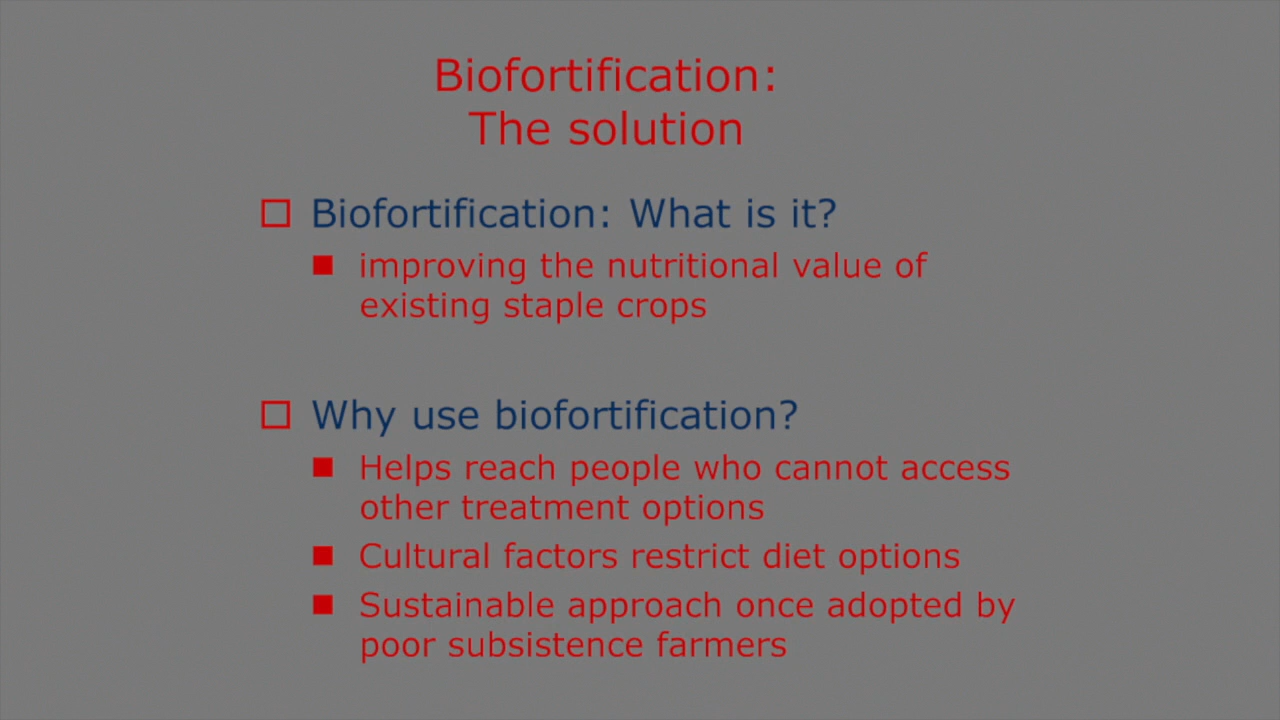 Biofortification:
The solution
Biofortification: What is it?
improving the nutritional value of
existing staple crops
Why use biofortification?
Helps reach people who cannot access
other treatment options
Cultural factors restrict diet options
Sustainable approach once adopted by
poor subsistence farmers